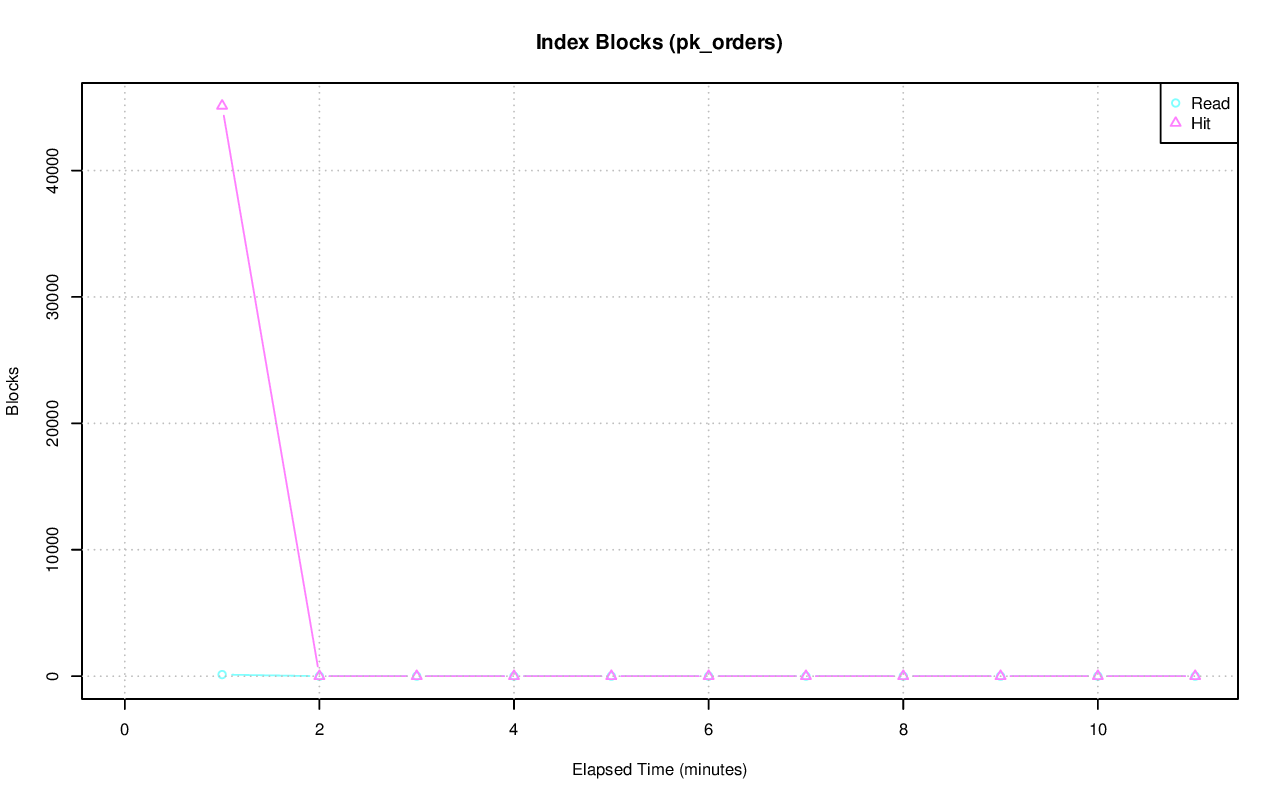 Index Blocks (pk_orders)
Read
Hit
Blocks
40000
30000
20000
10000
0
0 2 4 6 8 10
Elapsed Time (minutes)